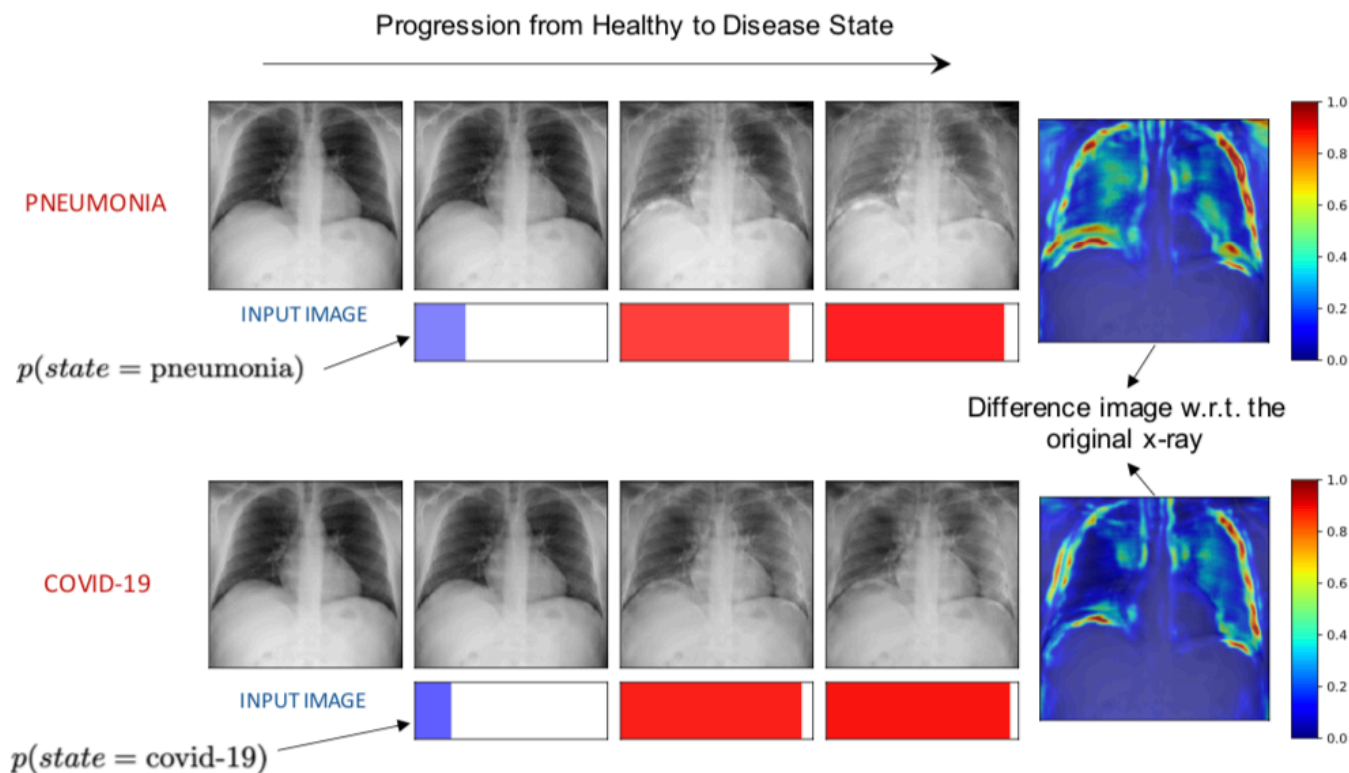 Progression from Healthy to Disease State
PNEUMONIA
INPUT IMAGE
p(state = pneumonia)
1.0
0.8
0.6
0.4
0.2
0.0
Difference image w.r.t. the
original x-ray
COVID-19
INPUT IMAGE
p(state = covid-19)
1.0
0.8
0.6
0.4
0.2
0.0